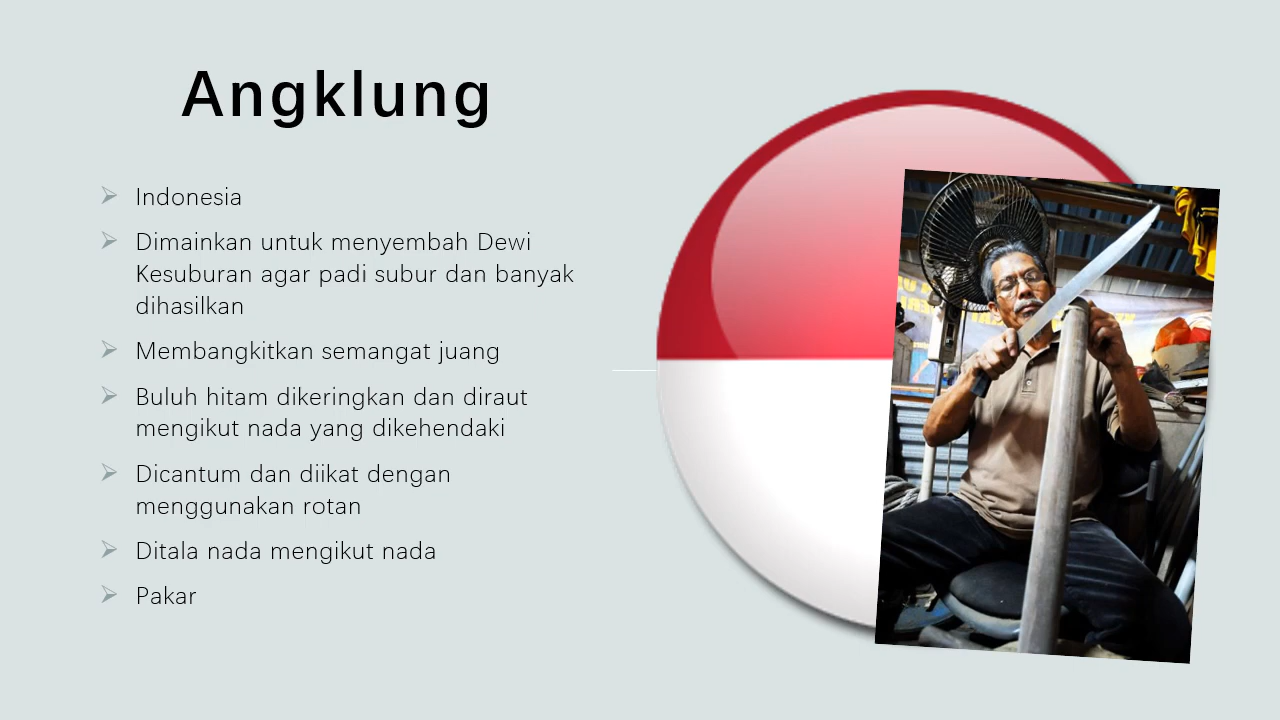 Angklung
Indonesia
Dimainkan untuk menyembah Dewi
Kesuburan agar padi subur dan banyak
dihasilkan
Membangkitkan semangat juang
Buluh hitam dikeringkan dan diraut
mengikut nada yang dikehendaki
Dicantum dan diikat dengan
menggunakan rotan
Ditala nada mengikut nada
Pakar